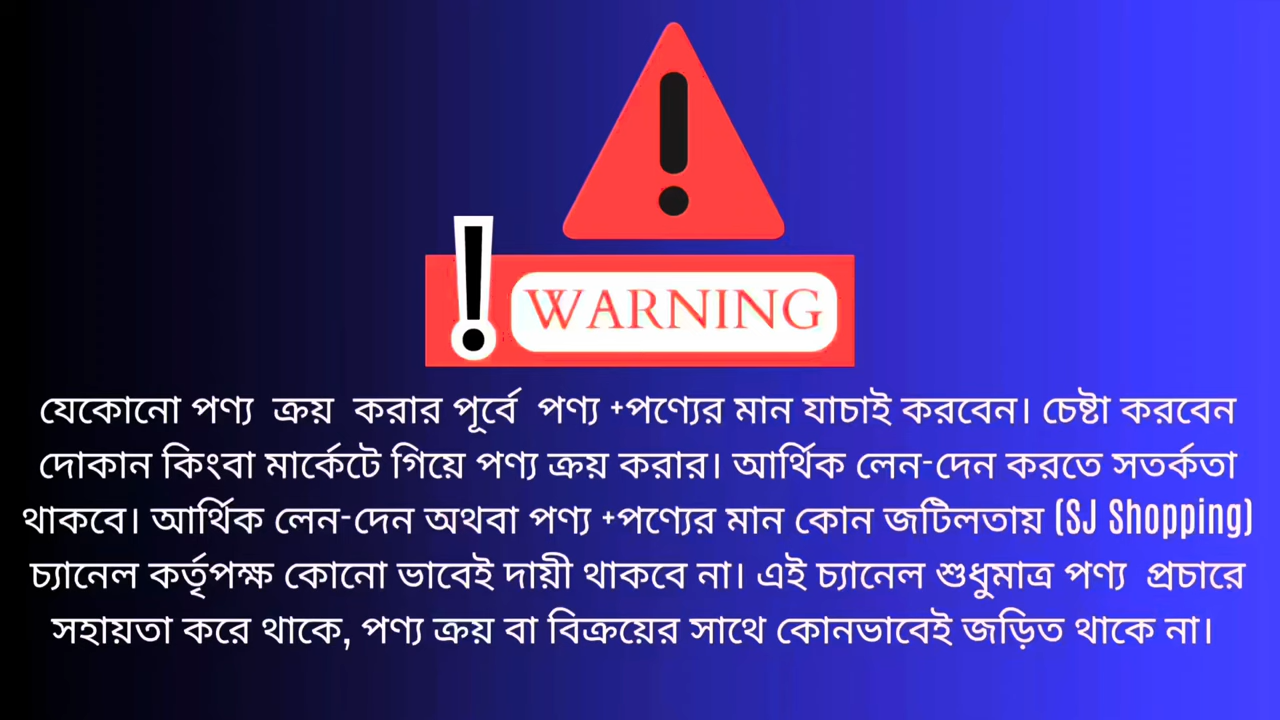 WARNING
যেকোনো পণ্য ক্রয় করার পূর্বে পণ্য +পণ্যের মান যাচাই করবেন। চেষ্টা করবেন
দোকান কিংবা মার্কেটে গিয়ে পণ্য ক্রয় করার। আর্থিক লেন-দেন করতে সতর্কতা
থাকবে। আর্থিক লেন-দেন অথবা পণ্য +পণ্যের মান কোন জটিলতায় (SJ Shopping)
চ্যানেল কর্তৃপক্ষ কোনো ভাবেই দায়ী থাকবে না। এই চ্যানেল শুধুমাত্র পণ্য প্রচারে
সহায়তা করে থাকে, পণ্য ক্রয় বা বিক্রয়ের সাথে কোনভাবেই জড়িত থাকে না।